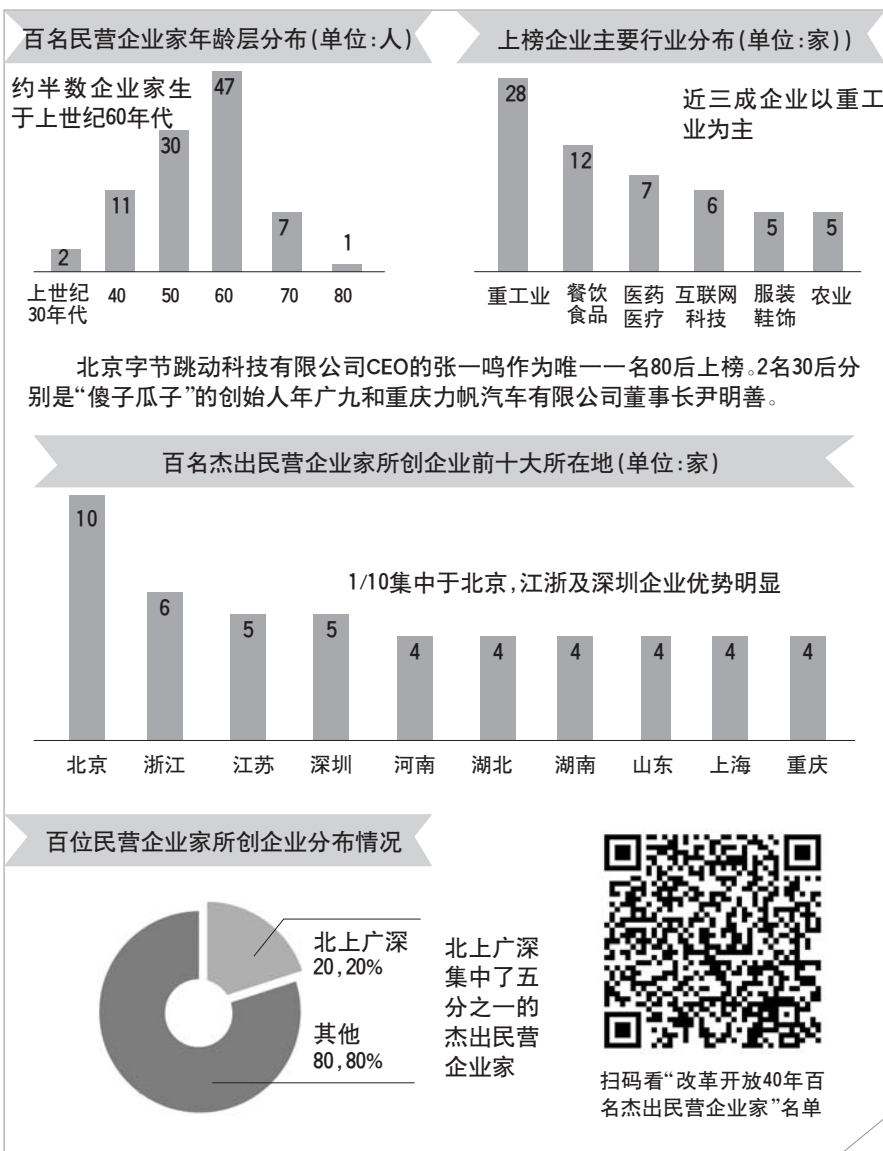 百名民营企业家年龄层分布(单位:人)
约半数企业家生
于上世纪60年代
2
11
30
47
7
1
上世纪
30年代
40
50
60
70
80
上榜企业主要行业分布(单位:家))
近三成企业以重工
业为主
28
12
7
6
5
5
重工业
餐饮
食品
医药
医疗
互联网
科技
服装
鞋饰
农业
北京字节跳动科技有限公司CEO的张一鸣作为唯一一名80后上榜。2名30后分
别是“傻子瓜子”的创始人年广九和重庆力帆汽车有限公司董事长尹明善。
百名杰出民营企业家所创企业前十大所在地(单位:家)
1/10集中于北京,江浙及深圳企业优势明显
10
6
5
5
4
4
4
4
4
4
北京
浙江
江苏
深圳
河南
湖北
湖南
山东
上海
重庆
百位民营企业家所创企业分布情况
北上广深
20,20%
其他
80,80%
北上广深
集中了五
分之一的
杰出民营
企业家
扫码看“改革开放40年百
名杰出民营企业家”名单